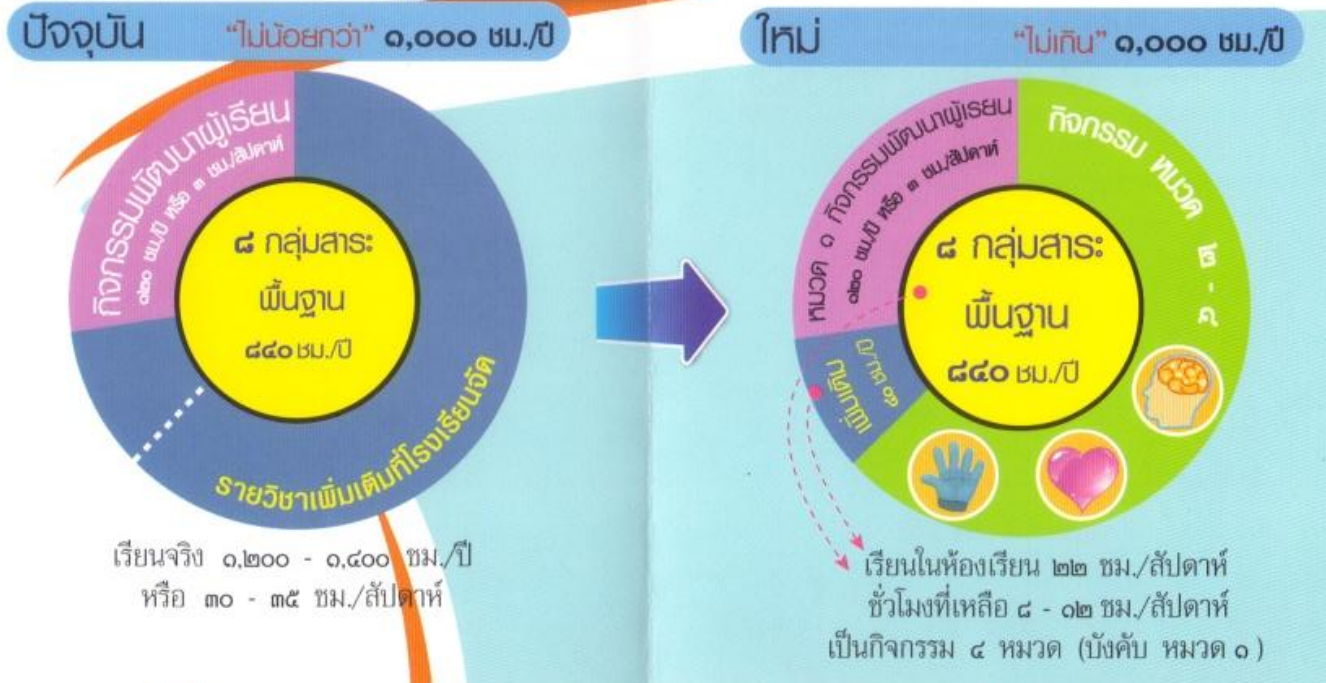 ปัจจุบัน "ไม่น้อยกว่า" ๑,๐๐๐ ชม./ปี
กิจกรรมพัฒนาผู้เรียน
๑๒๐ ชม./ปี หรือ ๓ ชม./สัปดาห์
๘ กลุ่มสาระ
พื้นฐาน
๘๔๐ ชม./ปี
รายวิชาเพิ่มเติมที่โรงเรียนจัด
เรียนจริง ๑,๒๐๐ - ๑,๔๐๐ ชม./ปี
หรือ ๓๐ - ๓๕ ชม./สัปดาห์
ใหม่ "ไม่เกิน" ๑,๐๐๐ ชม./ปี
หมวด ๑ กิจกรรมพัฒนาผู้เรียน
๑๒๐ ชม./ปี หรือ ๓ ชม./สัปดาห์
กิจกรรม หมวด ๒ - ๔
๘ กลุ่มสาระ
พื้นฐาน
๘๔๐ ชม./ปี
เพิ่มเติม
๔๐ ชม./ปี
เรียนในห้องเรียน ๒๒ ชม./สัปดาห์
ชั่วโมงที่เหลือ ๘ - ๑๒ ชม./สัปดาห์
เป็นกิจกรรม ๔ หมวด (บังคับ หมวด ๑)